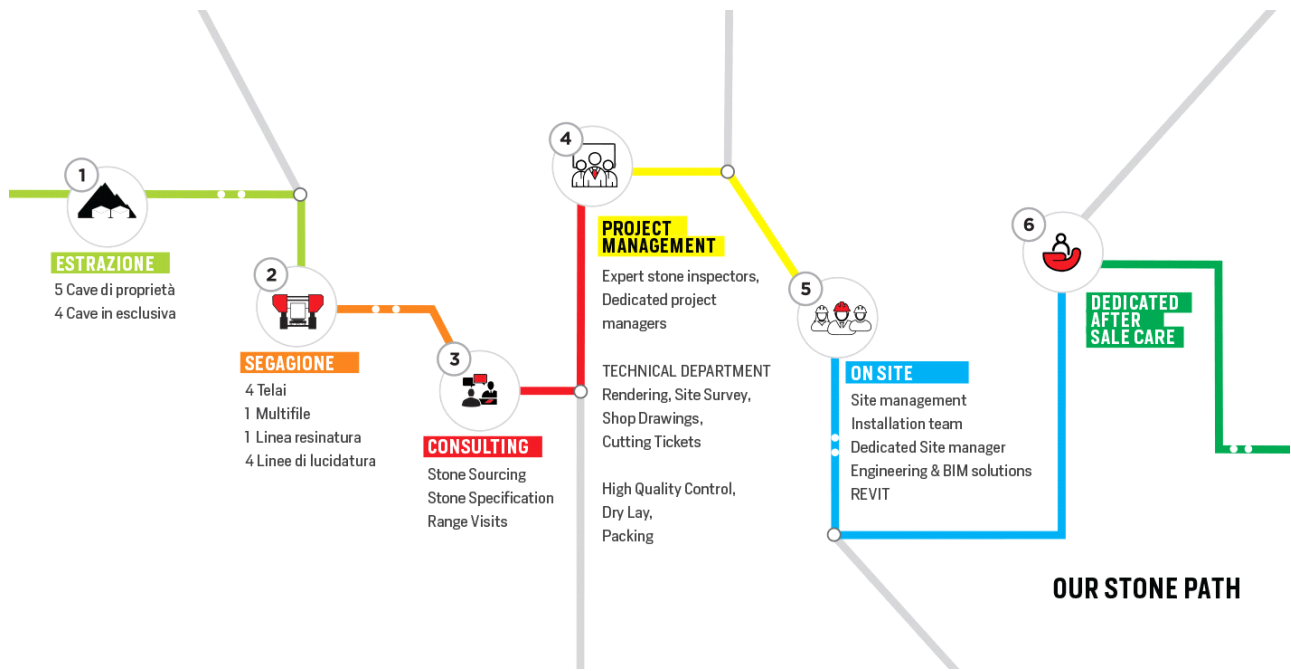 1
ESTRAZIONE
5 Cave di proprietà
4 Cave in esclusiva
2
SEGAGIONE
4 Telai
1 Multifile
1 Linea resinatura
4 Linee di lucidatura
3
CONSULTING
Stone Sourcing
Stone Specification
Range Visits
4
PROJECT
MANAGEMENT
Expert stone inspectors,
Dedicated project
managers
TECHNICAL DEPARTMENT
Rendering, Site Survey,
Shop Drawings,
Cutting Tickets
High Quality Control,
Dry Lay,
Packing
5
ON SITE
Site management
Installation team
Dedicated Site manager
Engineering & BIM solutions
REVIT
6
DEDICATED
AFTER
SALE CARE
OUR STONE PATH